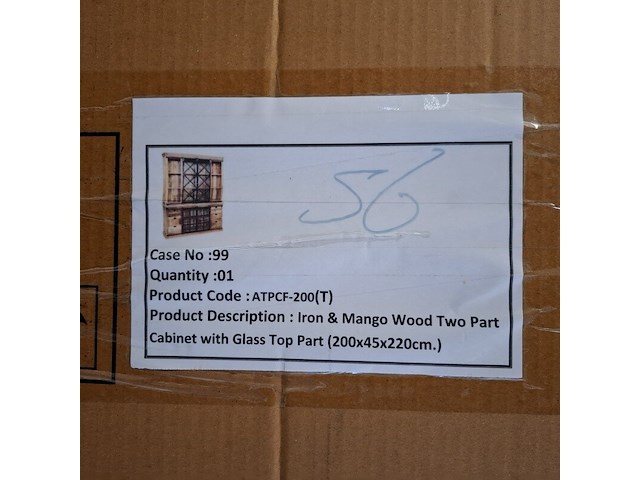 56
Case No :99
Quantity :01
Product Code : ATPCF-200(T)
Product Description : Iron & Mango Wood Two Part
Cabinet with Glass Top Part (200x45x220cm.)